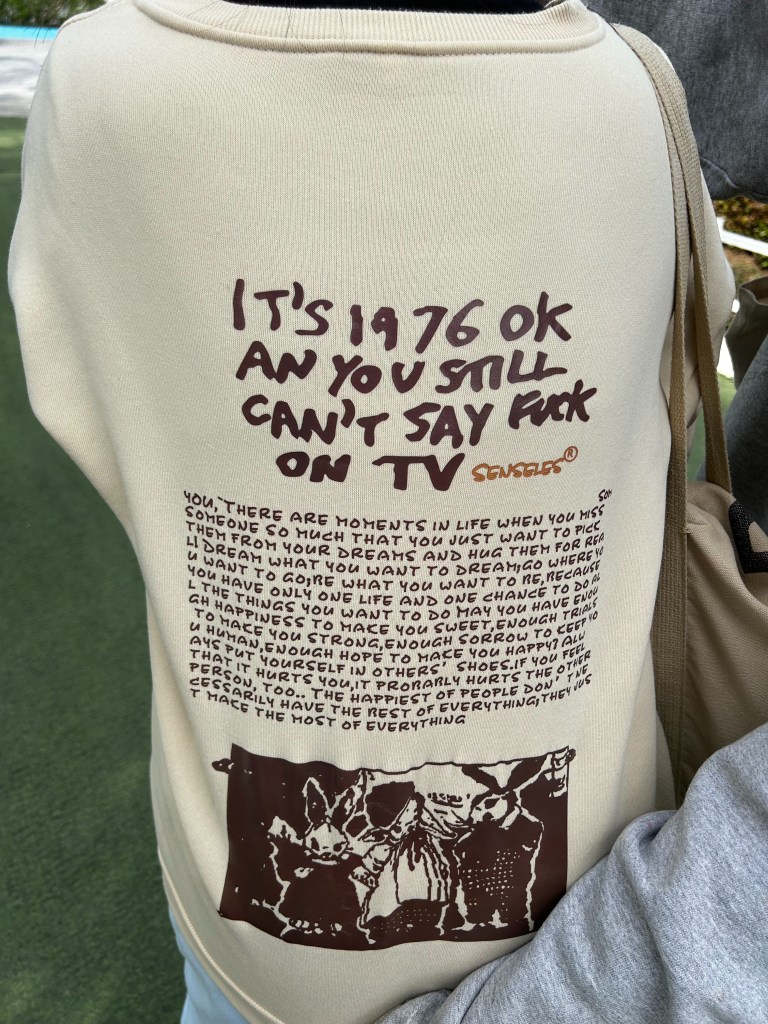 IT'S 1976 OK
AN YOU STILL
CAN'T SAY FUCK
ON TV SENSELES®
SOM
YOU,"THERE ARE MOMENTS IN LIFE WHEN YOU MISS
SOMEONE SO MUCH THAT YOU JUST WANT TO PICK
THEM FROM YOUR DREAMS AND HUG THEM FOR REA
L! DREAM WHAT YOU WANT TO DREAM;GO WHERE YO
U WANT TO GO;BE WHAT YOU WANT TO BE,BECAUSE
YOU HAVE ONLY ONE LIFE AND ONE CHANCE TO DO AL
L THE THINGS YOU WANT TO DO MAY YOU HAVE ENOU
GH HAPPINESS TO MAKE YOU SWEET,ENOUGH TRIALS
TO MAKE YOU STRONG,ENOUGH SORROW TO KEEP YO
U HUMAN,ENOUGH HOPE TO MAKE YOU HAPPY? ALW
AYS PUT YOURSELF IN OTHERS' SHOES.IF YOU FEEL
THAT IT HURTS YOU,IT PROBABLY HURTS THE OTHER
PERSON, TOO.. THE HAPPIEST OF PEOPLE DON' T NE
CESSARILY HAVE THE BEST OF EVERYTHING;THEY JUS
T MAKE THE MOST OF EVERYTHING